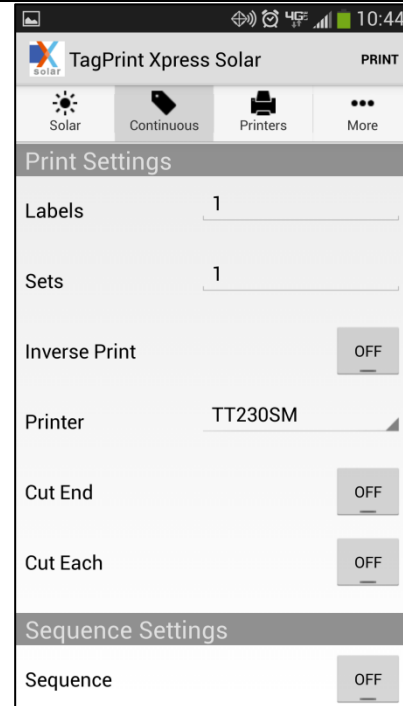 4G 10:44
X solar TagPrint Xpress Solar PRINT
Solar Continuous Printers More
Print Settings
Labels 1
Sets 1
Inverse Print OFF
Printer TT230SM
Cut End OFF
Cut Each OFF
Sequence Settings
Sequence OFF